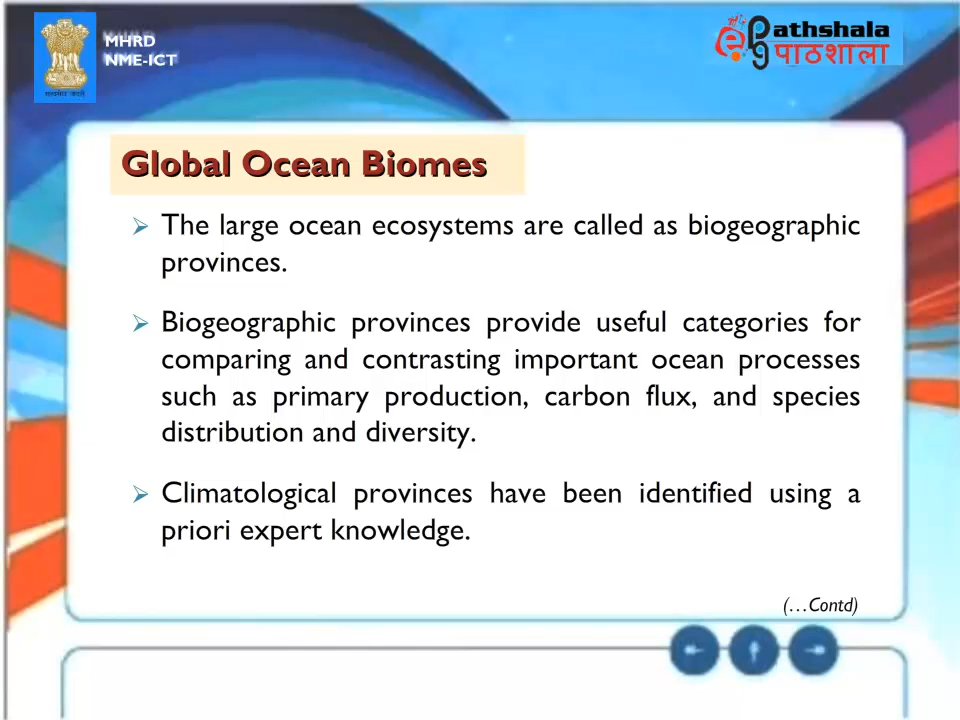 MHRD
NME-ICT
athshala
पाठशाला
Global Ocean Biomes
The large ocean ecosystems are called as biogeographic
provinces.
Biogeographic provinces provide useful categories for
comparing and contrasting important ocean processes
such as primary production, carbon flux, and species
distribution and diversity.
Climatological provinces have been identified using a
priori expert knowledge.
(…Contd)